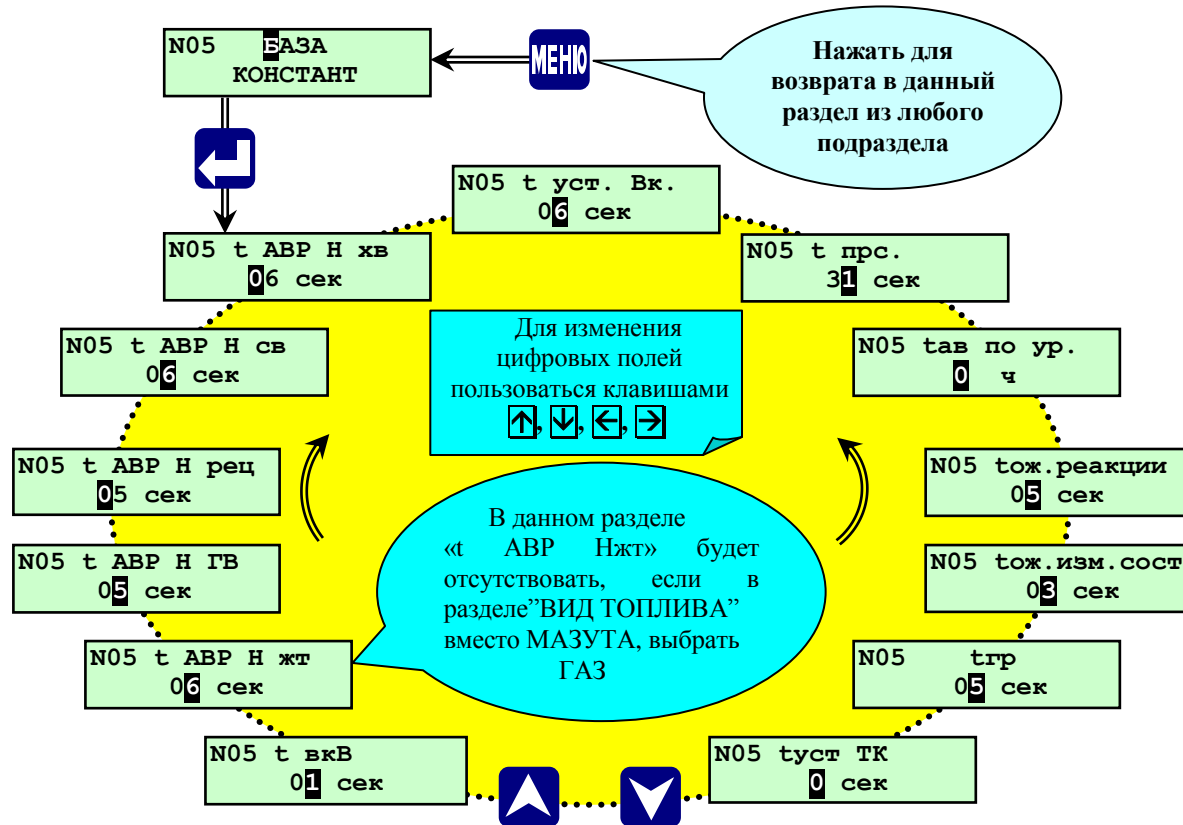 N05 БАЗА
КОНСТАНТ
МЕНЮ
Нажать для
возврата в данный
раздел из любого
подраздела
N05 t уст. Вк.
06 сек
N05 t АВР Н хв
06 сек
N05 t прс.
31 сек
N05 t АВР Н св
06 сек
Для изменения
цифровых полей
пользоваться клавишами
↑, ↓, ←, →
N05 tав по ур.
0 ч
N05 t АВР Н рец
05 сек
N05 tож.реакции
05 сек
В данном разделе
«t АВР Нжт» будет
отсутствовать, если в
разделе”ВИД ТОПЛИВА”
вместо МАЗУТА, выбрать
ГАЗ
N05 t АВР Н ГВ
05 сек
N05 tож.изм.сост
03 сек
N05 t АВР Н жт
06 сек
N05 tгр
05 сек
N05 t вкВ
01 сек
N05 tуст ТК
0 сек